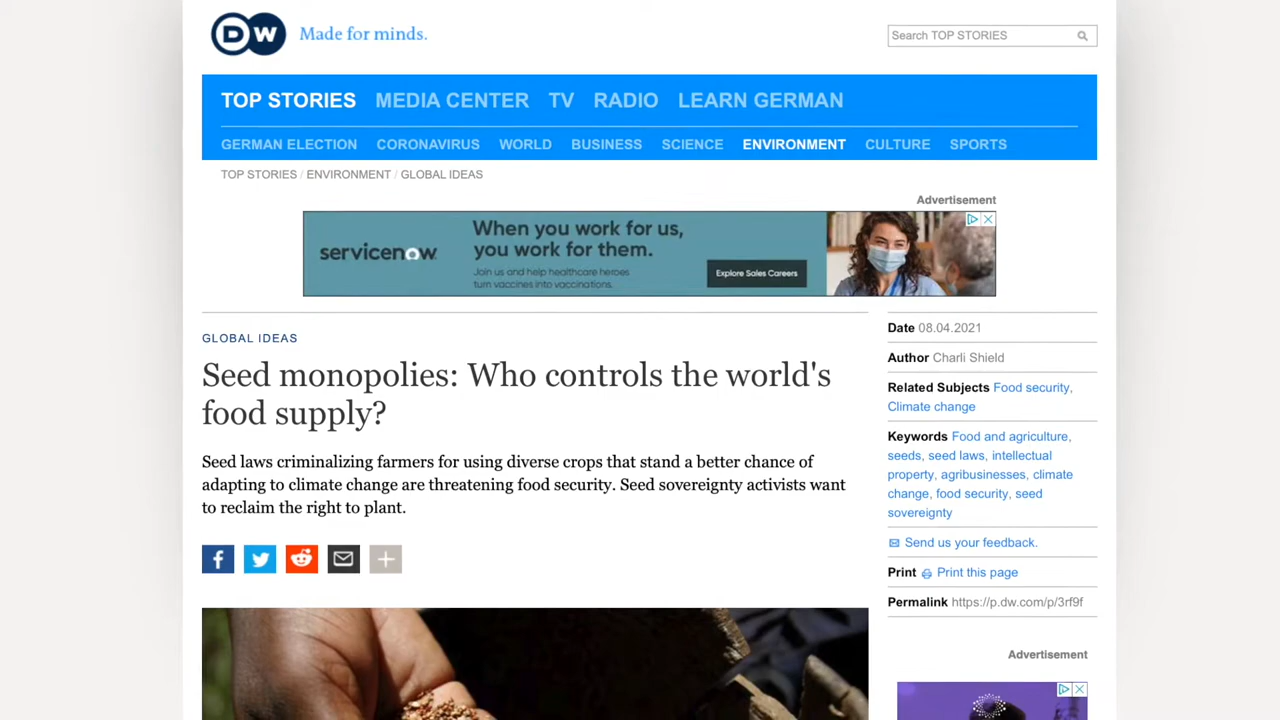 DW Made for minds.
Search TOP STORIES
TOP STORIES MEDIA CENTER TV RADIO LEARN GERMAN
GERMAN ELECTION CORONAVIRUS WORLD BUSINESS SCIENCE ENVIRONMENT CULTURE SPORTS
TOP STORIES / ENVIRONMENT / GLOBAL IDEAS
Advertisement
servicenow
When you work for us,
you work for them.
Join us and help healthcare heroes
turn vaccines into vaccinations.
Explore Sales Careers
GLOBAL IDEAS
Seed monopolies: Who controls the world's
food supply?
Seed laws criminalizing farmers for using diverse crops that stand a better chance of
adapting to climate change are threatening food security. Seed sovereignty activists want
to reclaim the right to plant.
Date 08.04.2021
Author Charli Shield
Related Subjects Food security,
Climate change
Keywords Food and agriculture,
seeds, seed laws, intellectual
property, agribusinesses, climate
change, food security, seed
sovereignty
Send us your feedback.
Print Print this page
Permalink https://p.dw.com/p/3rf9f
Advertisement